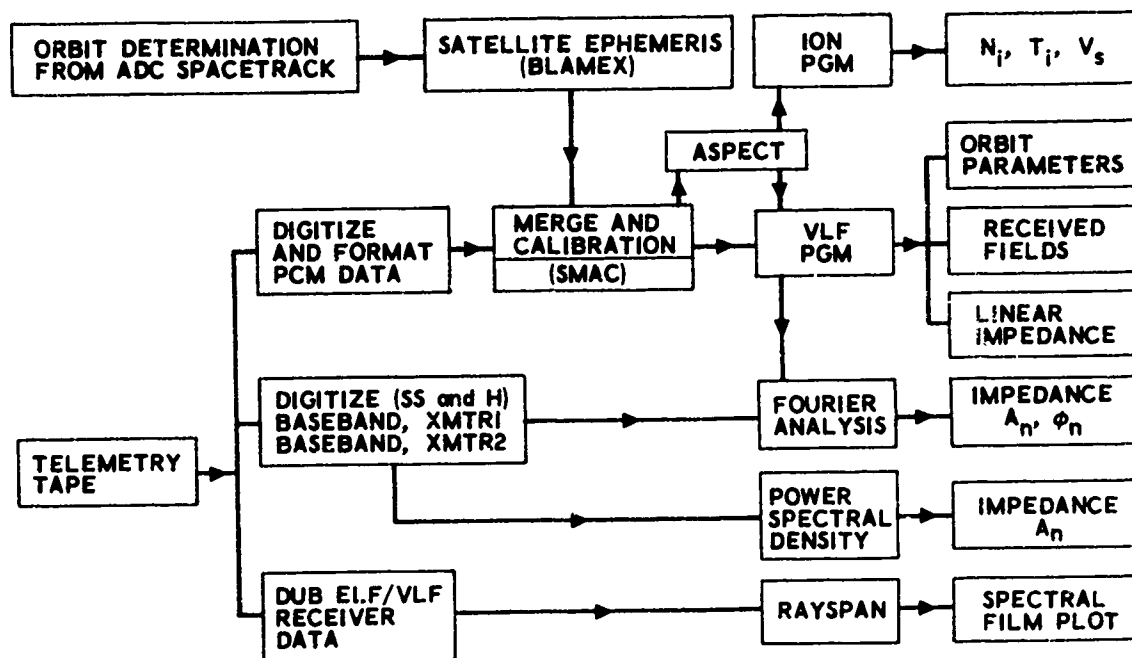 ORBIT DETERMINATION
FROM ADC SPACETRACK
SATELLITE EPHEMERIS
(BLAMEX)
ION
PGM
N_i, T_i, V_s
ASPECT
ORBIT
PARAMETERS
DIGITIZE
AND FORMAT
PCM DATA
MERGE AND
CALIBRATION
(SMAC)
VLF
PGM
RECEIVED
FIELDS
LINEAR
IMPEDANCE
DIGITIZE (SS and H)
BASEBAND, XMTR1
BASEBAND, XMTR2
FOURIER
ANALYSIS
IMPEDANCE
A_n, ϕ_n
TELEMETRY
TAPE
POWER
SPECTRAL
DENSITY
IMPEDANCE
A_n
DUB EI.F/VLF
RECEIVER
DATA
RAYSPAN
SPECTRAL
FILM PLOT